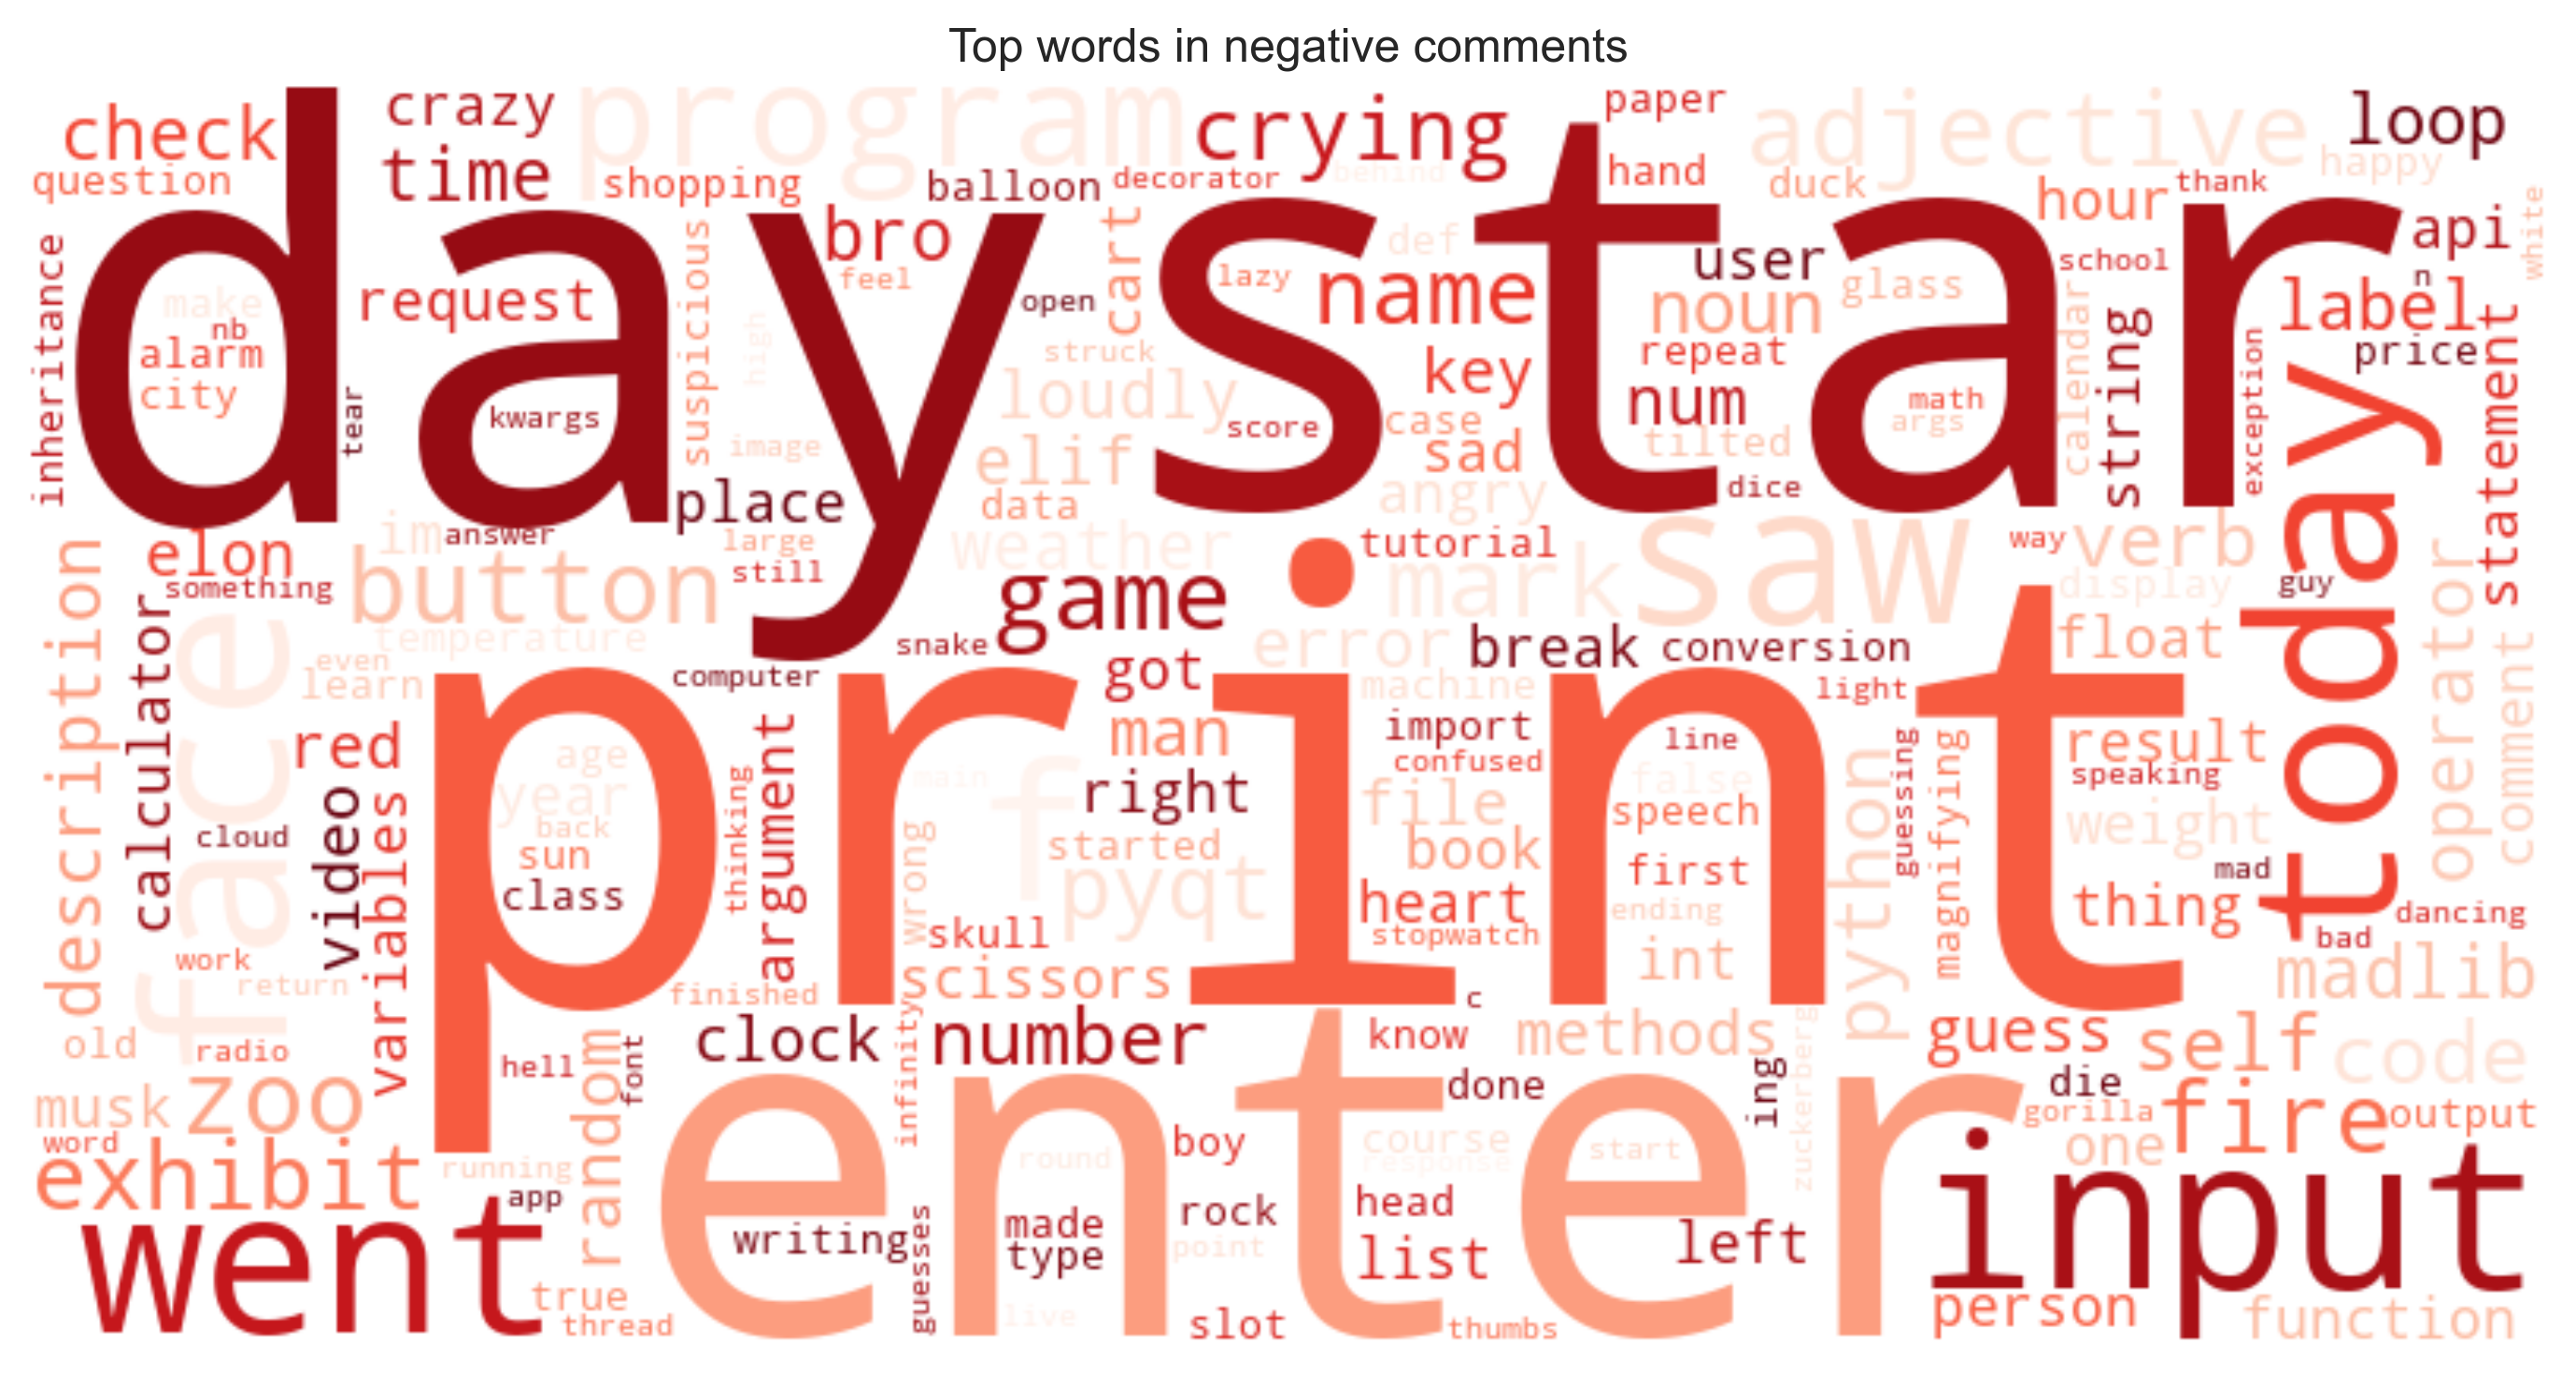 Top words in negative comments
check
crazy
program
crying
paper
adjective
loop
question
time
shopping
balloon
decorator
behind
hand
duck
happy
thank
hour
day
star
bro
suspicious
cart
def
user
school
api
white
inheritance
make
request
feel
lazy
name
noun
glass
n
label
nb
open
alarm
high
struck
key
repeat
calendar
string
price
statement
city
tear
kwargs
image
loudly
score
case
num
math
args
exception
elif
sad
tilted
place
data
angry
dice
today
elon
im
answer
large
weather
tutorial
saw
way
verb
something
button
still
game
mark
display
guy
description
calculator
face
temperature
snake
error
break
conversion
float
operator
comment
even
learn
computer
got
machine
light
print
red
age
argument
man
import
line
result
video
variables
year
thinking
main
f
right
confused
false
python
guessing
magnifying
speaking
cloud
back
sun
wrong
started
file
speech
weight
class
pyqt
book
first
mad
skull
heart
ending
thing
dancing
stopwatch
bad
work
return
finished
scissors
int
madlib
c
old
radio
random
font
clock
infinity
number
know
methods
zuckerberg
guess
self
code
hell
enter
done
ing
die
musk
zoo
gorilla
fire
output
word
exhibit
running
round
boy
course
response
start
one
input
went
app
writing
guesses
made
rock
head
left
type
point
list
true
live
slot
thumbs
person
function
thread